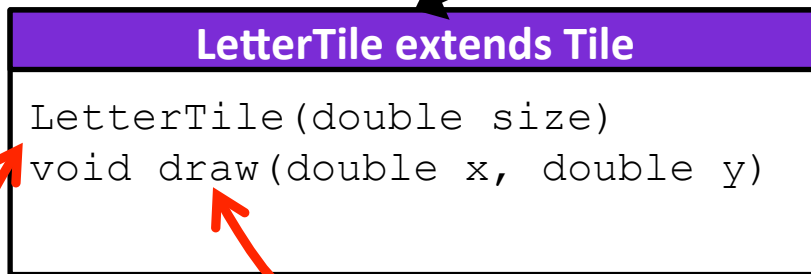 LetterTile extends Tile
LetterTile(double size)
void draw(double x, double y)